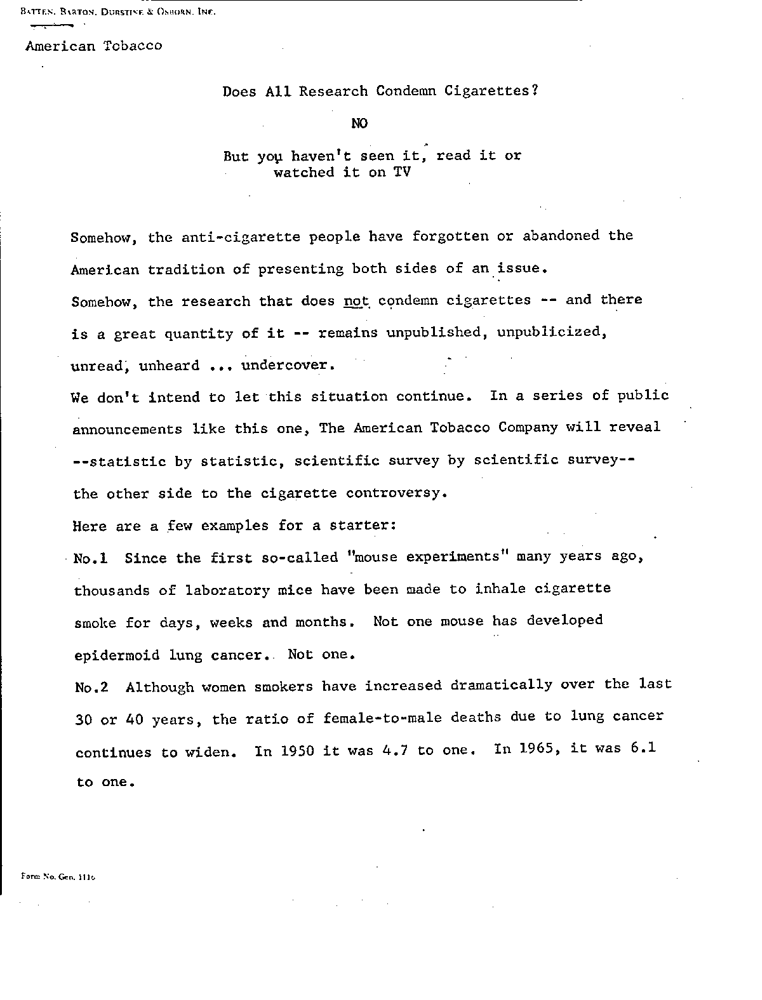 BATTEN, BARTON, DURSTINE & OSBORN, INC.
American Tobacco
Does All Research Condemn Cigarettes?
NO
But you haven't seen it, read it or
watched it on TV
Somehow, the anti-cigarette people have forgotten or abandoned the
American tradition of presenting both sides of an issue.
Somehow, the research that does not condemn cigarettes -- and there
is a great quantity of it -- remains unpublished, unpublicized,
unread, unheard ... undercover.
We don't intend to let this situation continue. In a series of public
announcements like this one, The American Tobacco Company will reveal
--statistic by statistic, scientific survey by scientific survey--
the other side to the cigarette controversy.
Here are a few examples for a starter:
No.1 Since the first so-called "mouse experiments" many years ago,
thousands of laboratory mice have been made to inhale cigarette
smoke for days, weeks and months. Not one mouse has developed
epidermoid lung cancer. Not one.
No.2 Although women smokers have increased dramatically over the last
30 or 40 years, the ratio of female-to-male deaths due to lung cancer
continues to widen. In 1950 it was 4.7 to one. In 1965, it was 6.1
to one.
Form No. Gen. 1116